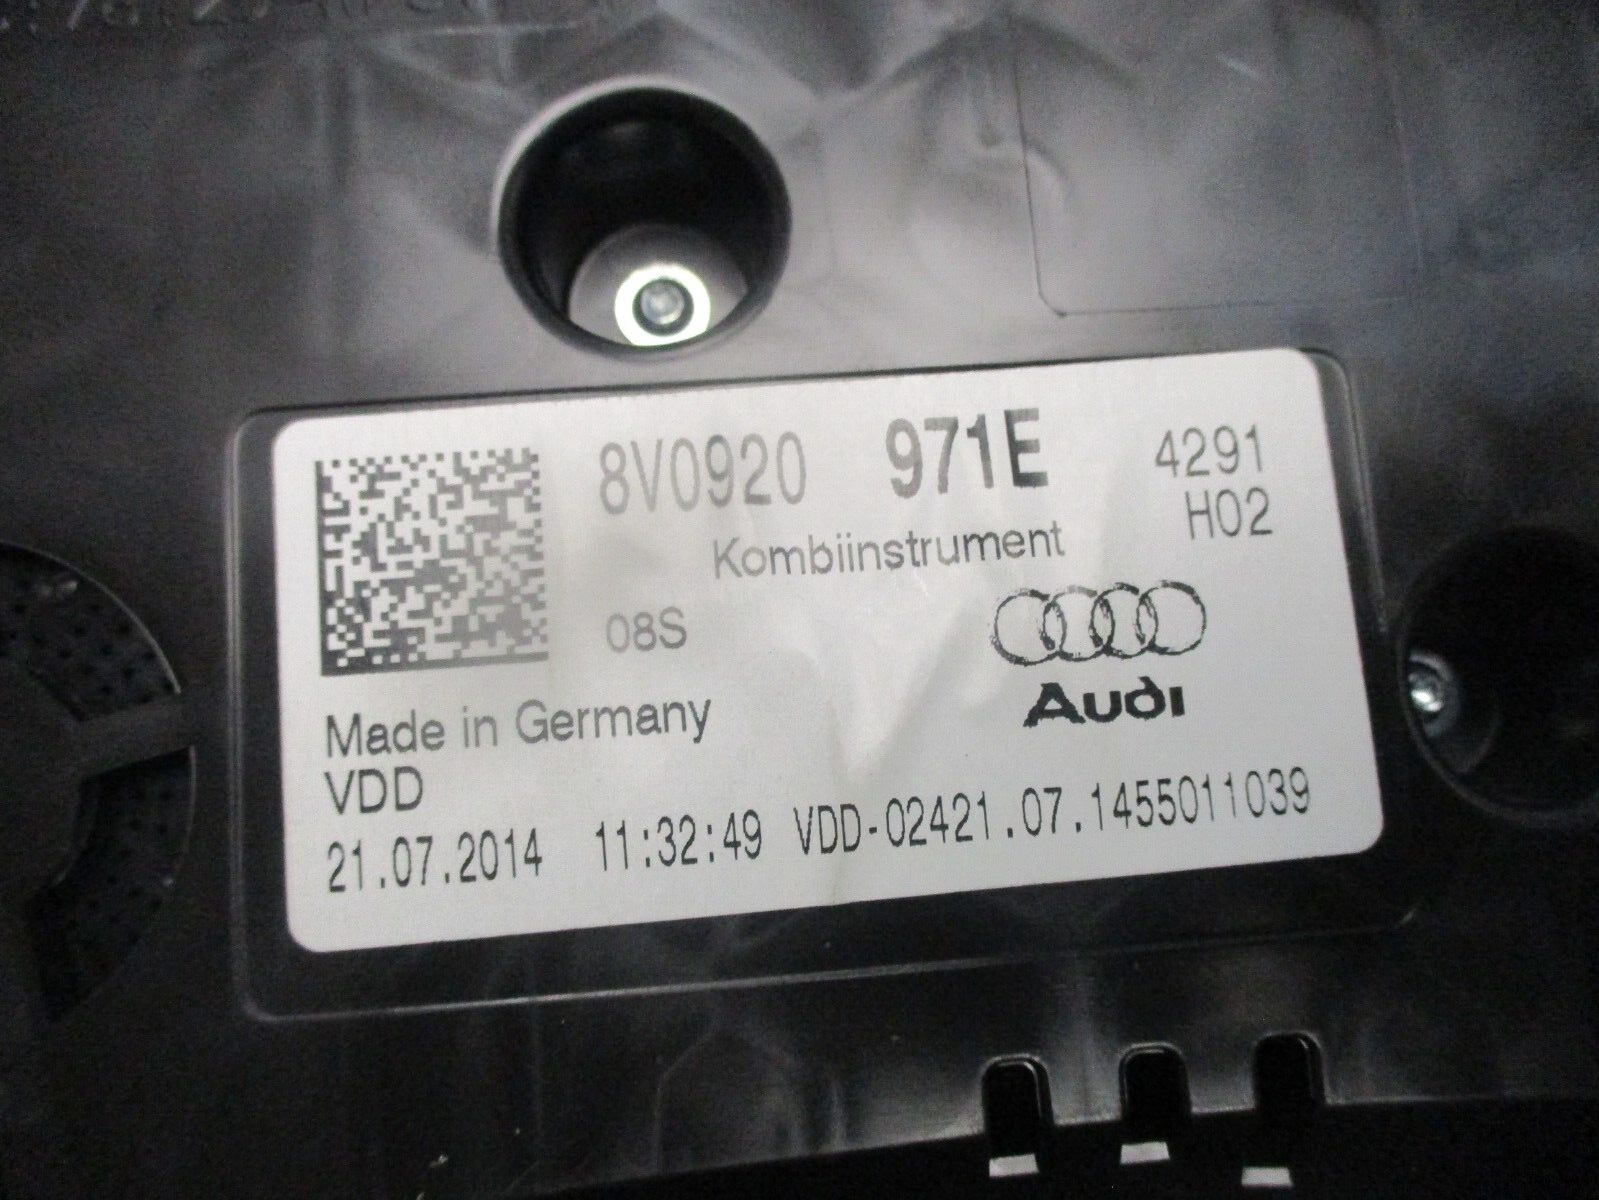 8V0920 971E 4291
H02
Kombiinstrument
08S
Audi
Made in Germany
VDD
21.07.2014 11:32:49 VDD-02421.07.1455011039